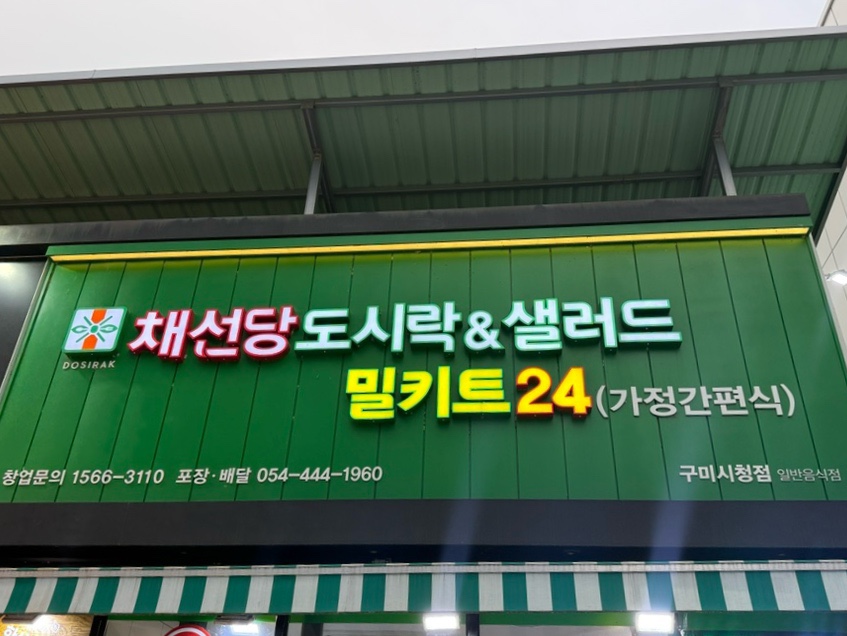 채선당 도시락&샐러드
DOSIRAK
밀키트24(가정간편식)
창업문의 1566-3110 포장·배달 054-444-1960
구미시청점 일반음식점